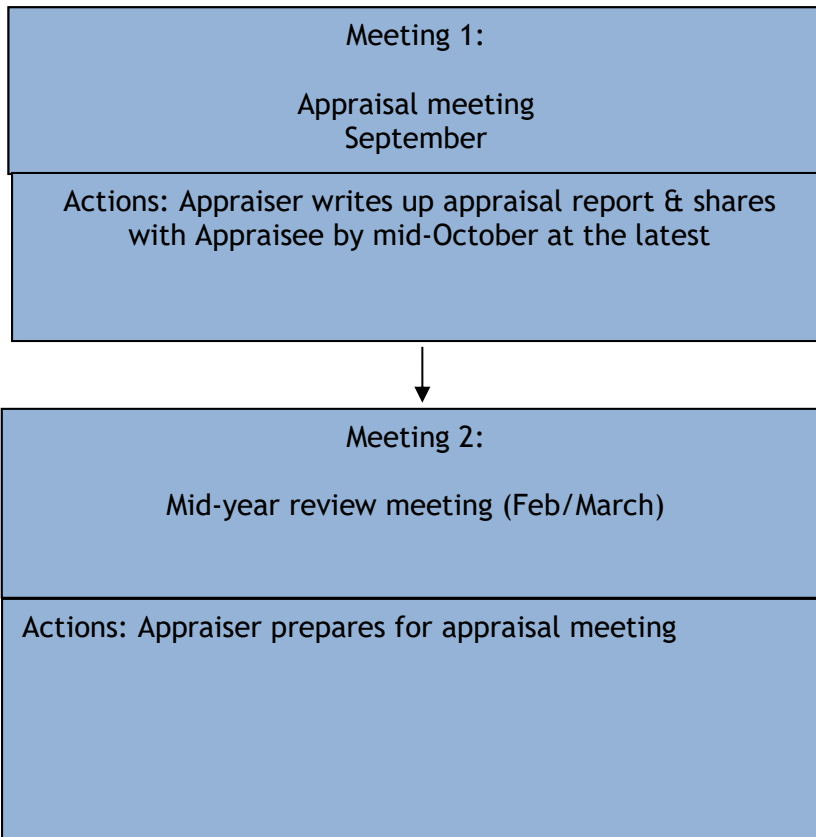 Meeting 1:
Appraisal meeting
September
Actions: Appraiser writes up appraisal report & shares
with Appraisee by mid-October at the latest
Meeting 2:
Mid-year review meeting (Feb/March)
Actions: Appraiser prepares for appraisal meeting